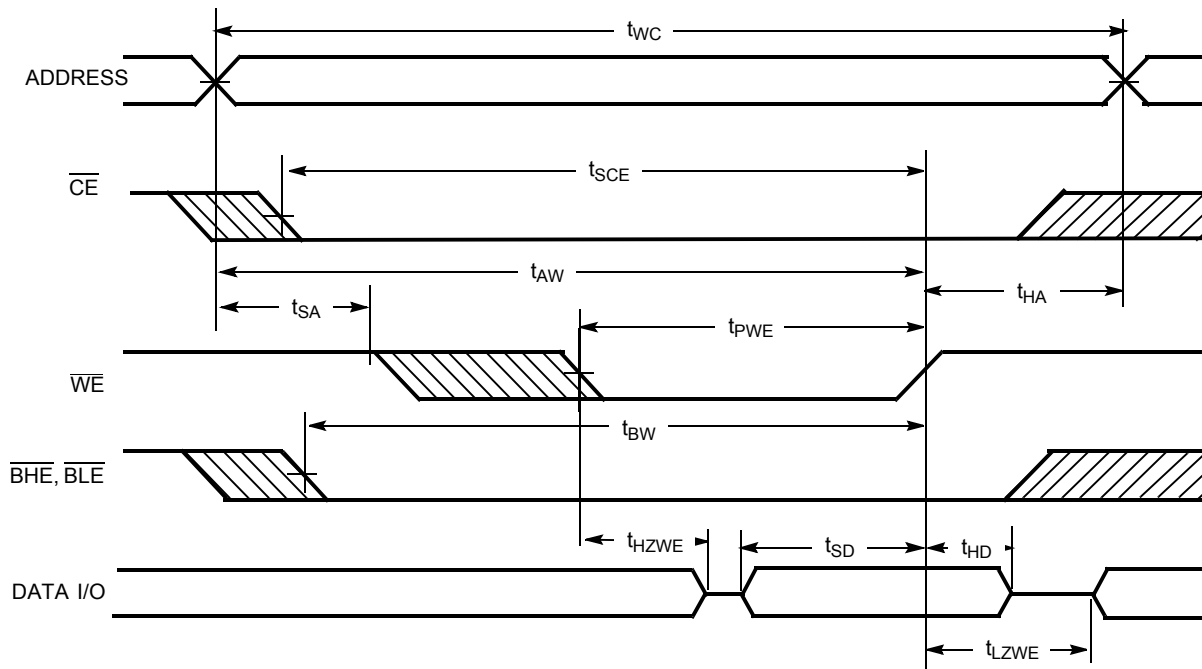 tWC
ADDRESS
CE
tSCE
tAW
tSA
tHA
tPWE
WE
tBW
BHE, BLE
tHZWE
tSD
tHD
DATA I/O
tLZWE